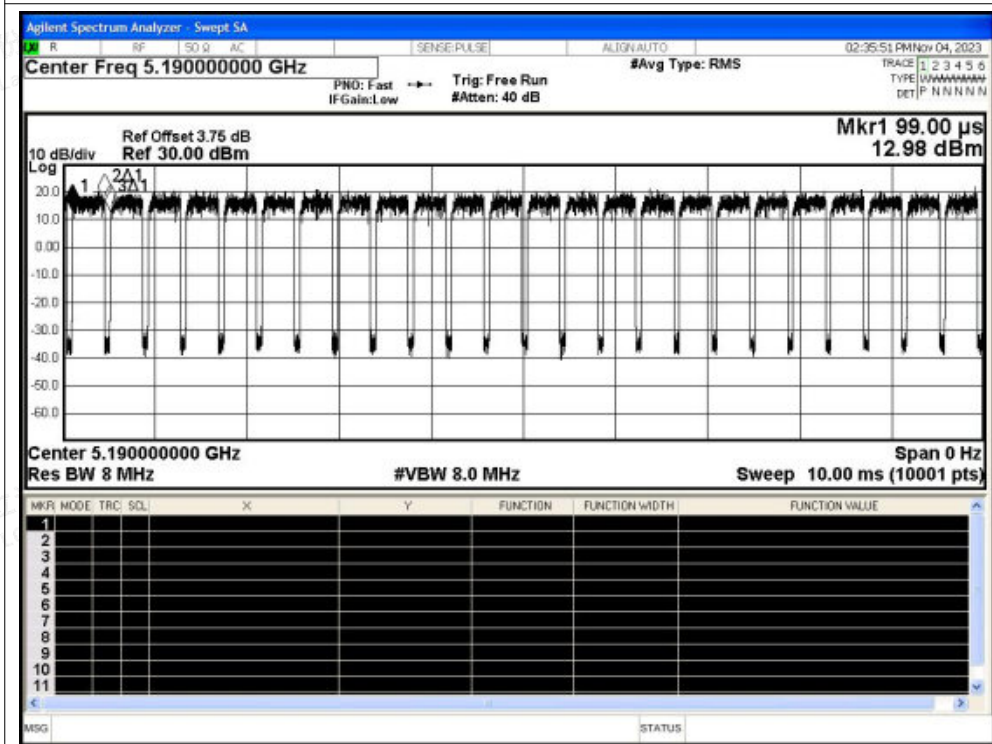 Agilent Spectrum Analyzer - Swept SA
R RF 50 Ω AC SENSE:PULSE ALIGNAUTO 02:35:51 PMNov 04, 2023
Center Freq 5.190000000 GHz #Avg Type: RMS TRACE 1 2 3 4 5 6
PNO: Fast Trig: Free Run TYPE
IFGain:Low #Atten: 40 dB DET P N N N N N
Mkr1 99.00 µs
Ref Offset 3.75 dB
10 dB/div Ref 30.00 dBm 12.98 dBm
Log
1 2Δ1 3Δ1
20.0
10.0
0.00
-10.0
-20.0
-30.0
-40.0
-50.0
-60.0
Center 5.190000000 GHz Span 0 Hz
Res BW 8 MHz #VBW 8.0 MHz Sweep 10.00 ms (10001 pts)
MKR MODE TRC SCL X Y FUNCTION FUNCTION WIDTH FUNCTION VALUE
1
2
3
4
5
6
7
8
9
10
11
MSG STATUS